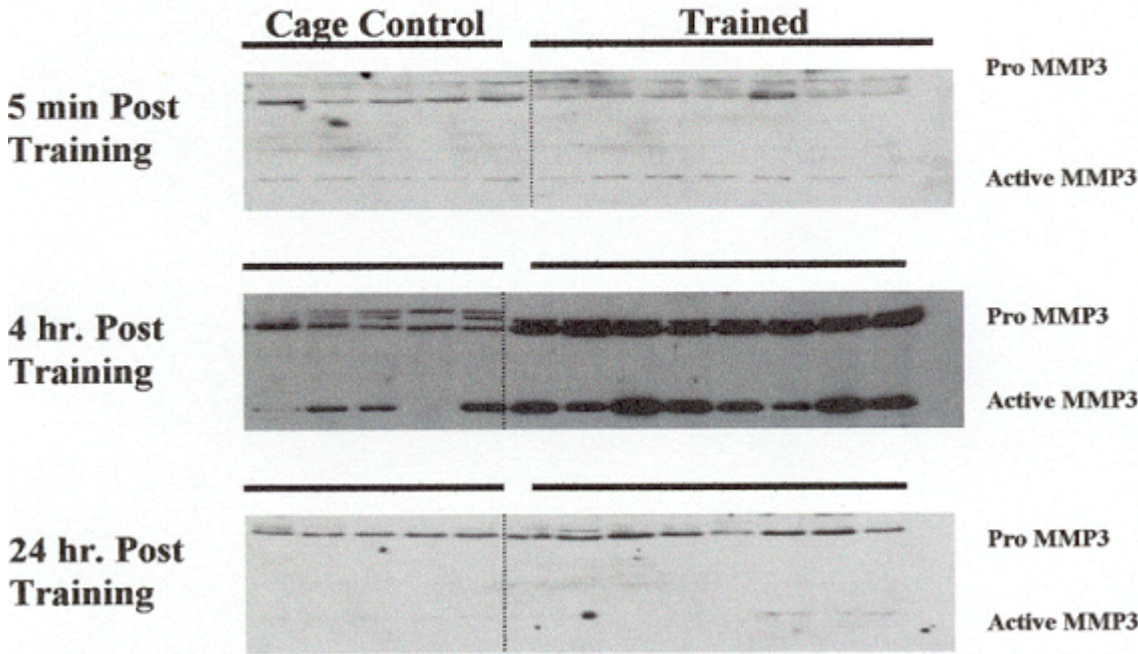 Cage Control Trained
Pro MMP3
5 min Post
Training
Active MMP3
4 hr. Post
Training
Pro MMP3
Active MMP3
24 hr. Post
Training
Pro MMP3
Active MMP3